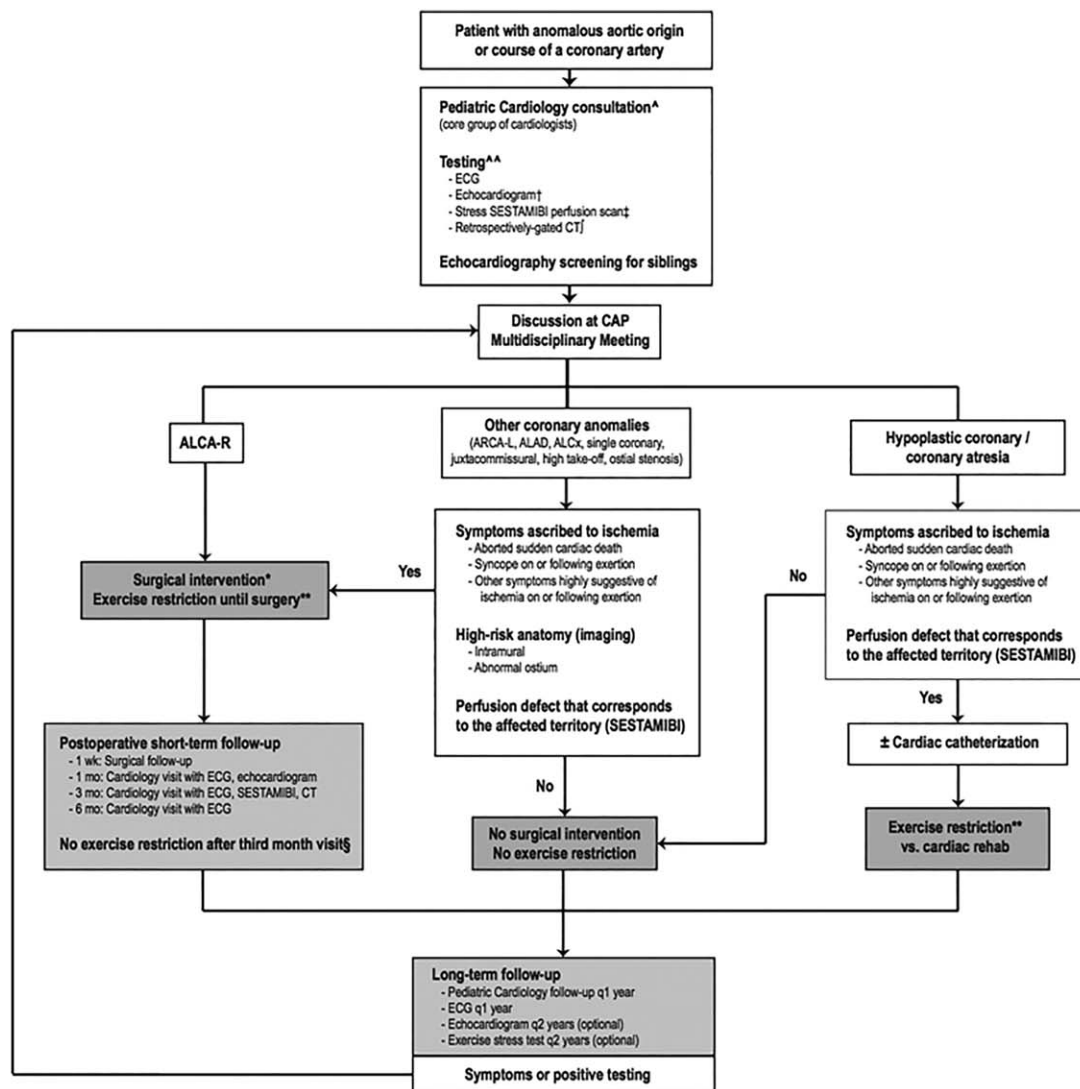 Patient with anomalous aortic origin
or course of a coronary artery
Pediatric Cardiology consultation^
(core group of cardiologists)
Testing^^
- ECG
- Echocardiogram†
- Stress SESTAMIBI perfusion scan‡
- Retrospectively-gated CT∫
Echocardiography screening for siblings
Discussion at CAP
Multidisciplinary Meeting
ALCA-R
Other coronary anomalies
(ARCA-L, ALAD, ALCx, single coronary,
juxtacommissural, high take-off, ostial stenosis)
Hypoplastic coronary /
coronary atresia
Symptoms ascribed to ischemia
- Aborted sudden cardiac death
- Syncope on or following exertion
- Other symptoms highly suggestive of
ischemia on or following exertion
High-risk anatomy (imaging)
- Intramural
- Abnormal ostium
Perfusion defect that corresponds
to the affected territory (SESTAMIBI)
Yes
Surgical intervention*
Exercise restriction until surgery**
Symptoms ascribed to ischemia
- Aborted sudden cardiac death
- Syncope on or following exertion
- Other symptoms highly suggestive of
ischemia on or following exertion
Perfusion defect that corresponds
to the affected territory (SESTAMIBI)
No
Yes
± Cardiac catheterization
Postoperative short-term follow-up
- 1 wk: Surgical follow-up
- 1 mo: Cardiology visit with ECG, echocardiogram
- 3 mo: Cardiology visit with ECG, SESTAMIBI, CT
- 6 mo: Cardiology visit with ECG
No exercise restriction after third month visit§
No
No surgical intervention
No exercise restriction
Exercise restriction**
vs. cardiac rehab
Long-term follow-up
- Pediatric Cardiology follow-up q1 year
- ECG q1 year
- Echocardiogram q2 years (optional)
- Exercise stress test q2 years (optional)
Symptoms or positive testing